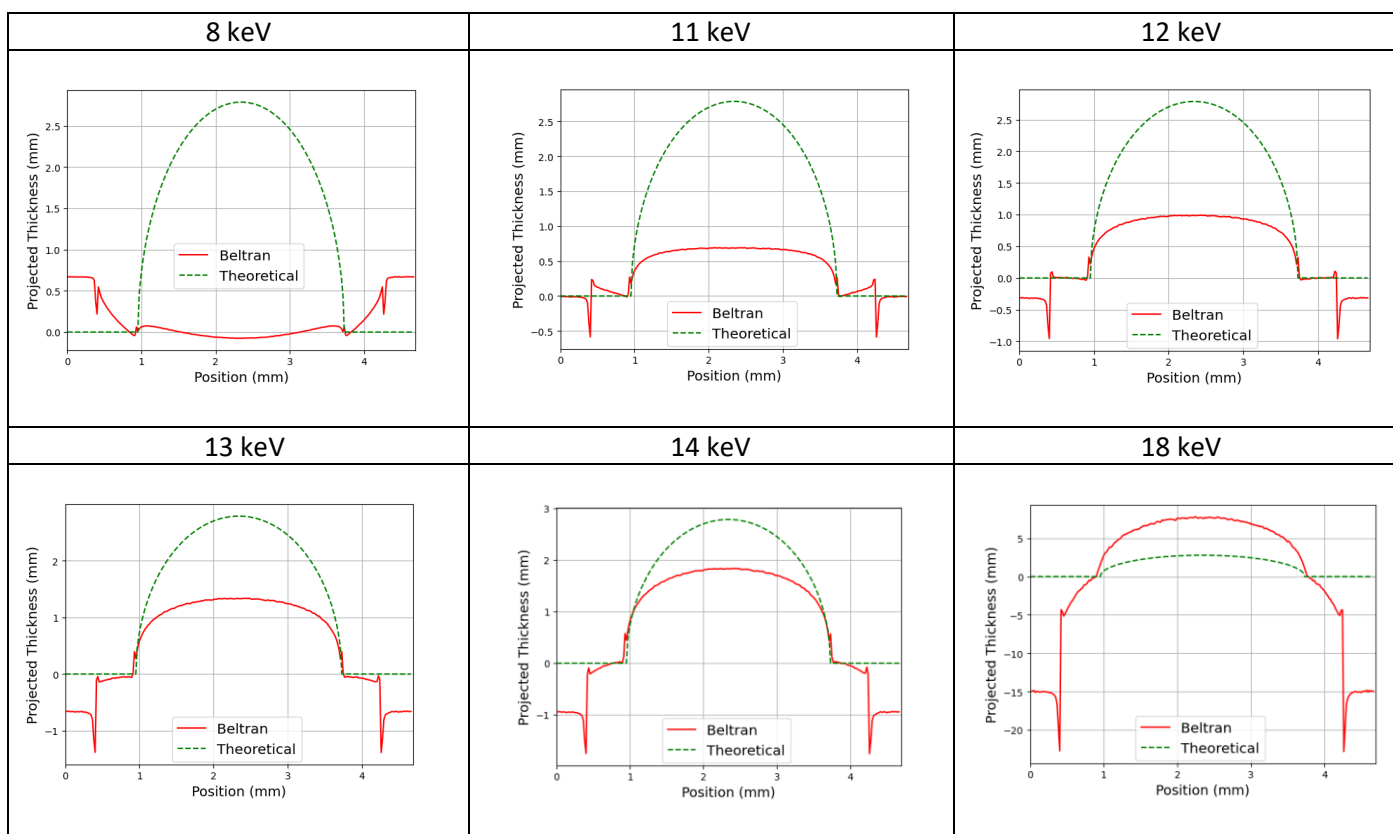 8 keV
11 keV
12 keV
Projected Thickness (mm)
2.5
2.0
1.5
1.0
0.5
0.0
Beltran
Theoretical
0
1
2
3
4
Position (mm)
Projected Thickness (mm)
2.5
2.0
1.5
1.0
0.5
0.0
−0.5
Beltran
Theoretical
0
1
2
3
4
Position (mm)
Projected Thickness (mm)
2.5
2.0
1.5
1.0
0.5
0.0
−0.5
−1.0
Beltran
Theoretical
0
1
2
3
4
Position (mm)
13 keV
14 keV
18 keV
Projected Thickness (mm)
2
1
0
−1
Beltran
Theoretical
0
1
2
3
4
Position (mm)
Projected Thickness (mm)
3
2
1
0
−1
Beltran
Theoretical
0
1
2
3
4
Position (mm)
Projected Thickness (mm)
5
0
−5
−10
−15
−20
Beltran
Theoretical
0
1
2
3
4
Position (mm)